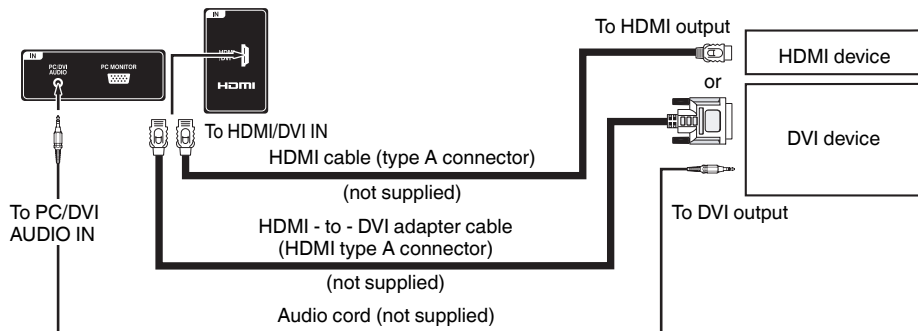 IN
HDMI
/DVI
HDMI
IN
PC/DVI
AUDIO
PC MONITOR
To HDMI output
HDMI device
or
DVI device
To HDMI/DVI IN
HDMI cable (type A connector)
(not supplied)
To PC/DVI
AUDIO IN
To DVI output
HDMI - to - DVI adapter cable
(HDMI type A connector)
(not supplied)
Audio cord (not supplied)